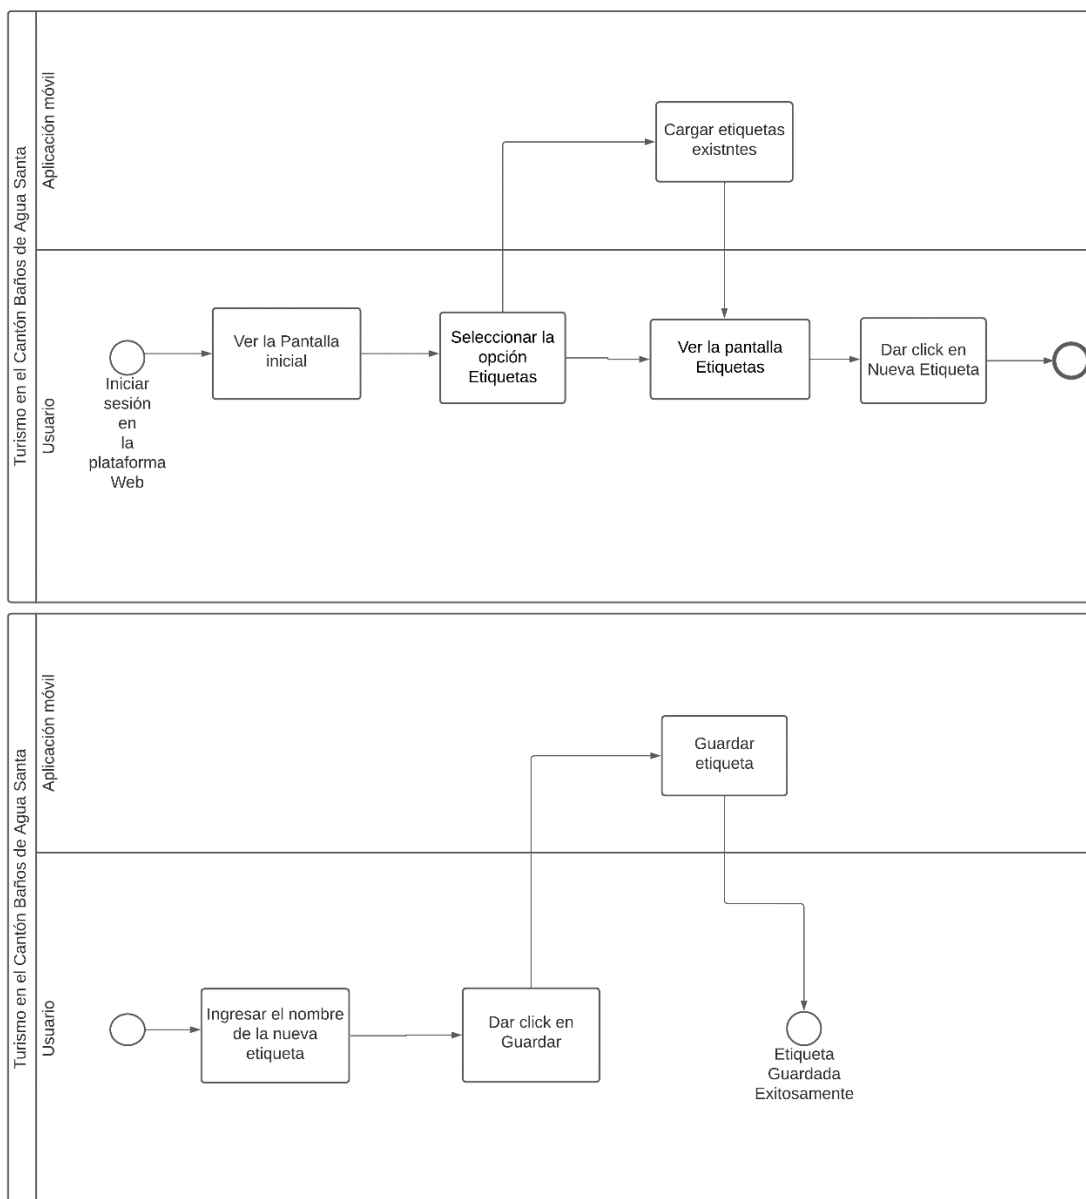 Turismo en el Cantón Baños de Agua Santa
Aplicación móvil
Cargar etiquetas
existntes
Usuario
Iniciar
sesión
en
la
plataforma
Web
Ver la Pantalla
inicial
Seleccionar la
opción
Etiquetas
Ver la pantalla
Etiquetas
Dar click en
Nueva Etiqueta
Turismo en el Cantón Baños de Agua Santa
Aplicación móvil
Guardar
etiqueta
Usuario
Ingresar el nombre
de la nueva
etiqueta
Dar click en
Guardar
Etiqueta
Guardada
Exitosamente